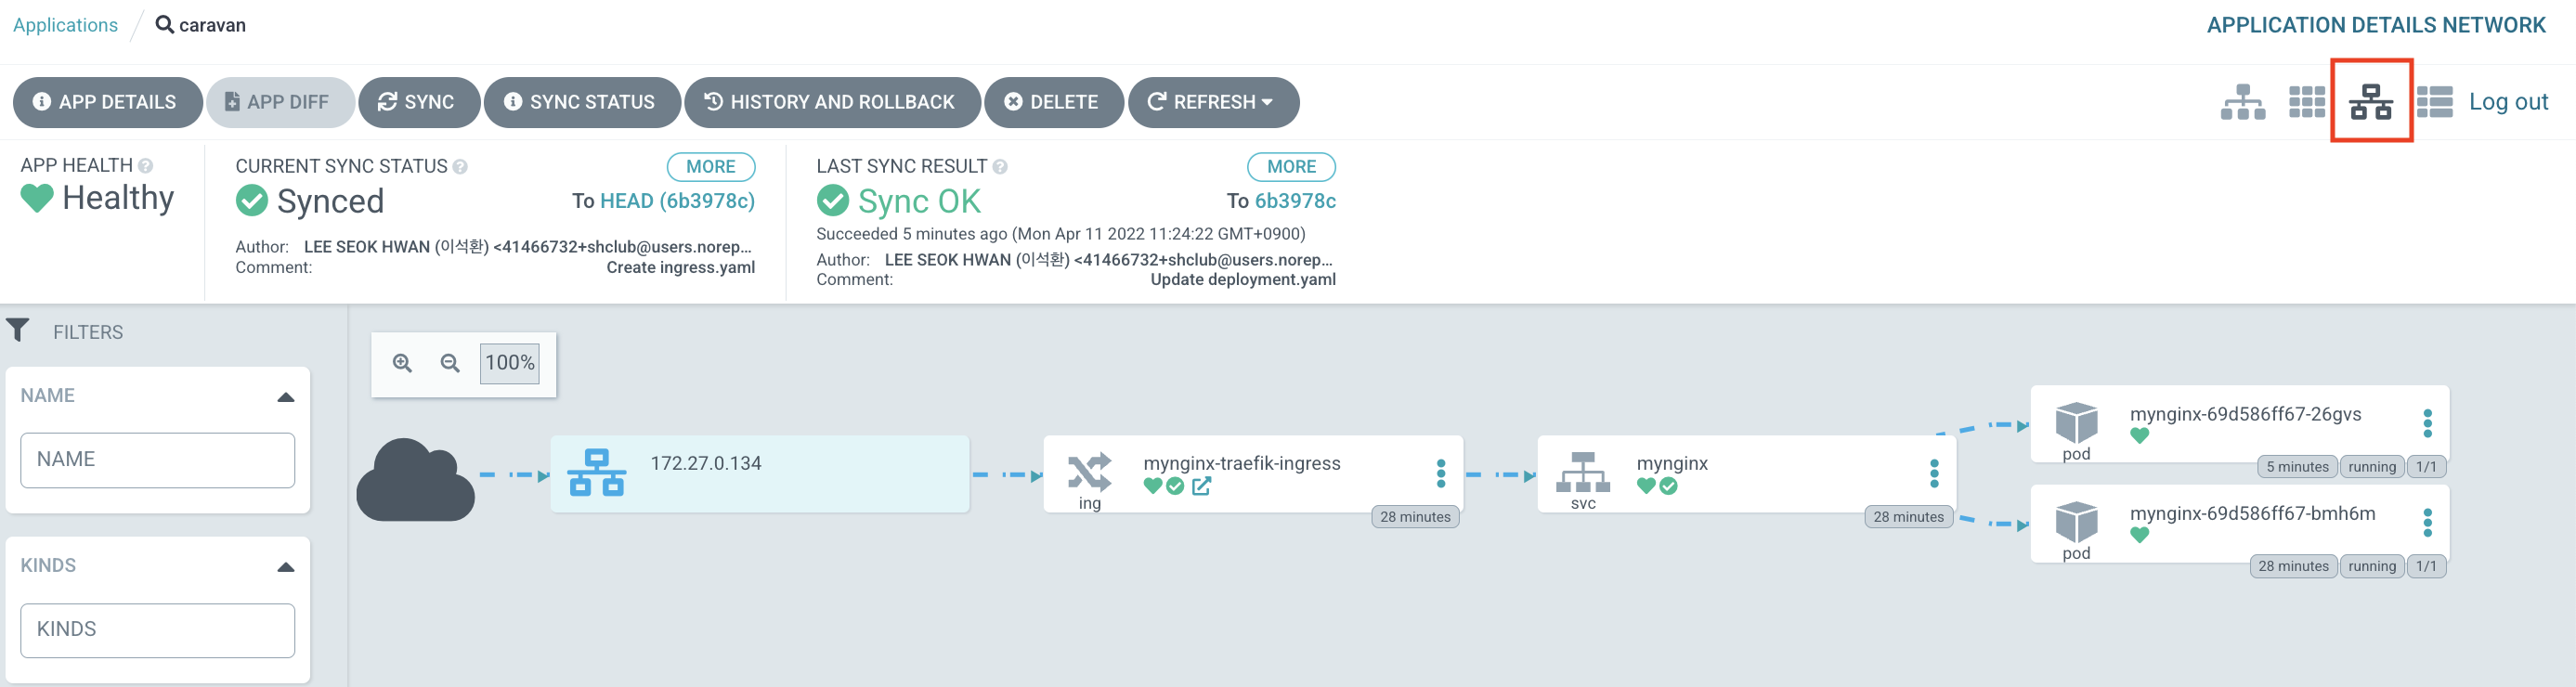 Applications / caravan
APPLICATION DETAILS NETWORK
APP DETAILS
APP DIFF
SYNC
SYNC STATUS
HISTORY AND ROLLBACK
DELETE
REFRESH
Log out
APP HEALTH
Healthy
CURRENT SYNC STATUS
MORE
Synced
To HEAD (6b3978c)
Author: LEE SEOK HWAN (이석환) <41466732+shclub@users.norep...
Comment: Create ingress.yaml
LAST SYNC RESULT
MORE
Sync OK
To 6b3978c
Succeeded 5 minutes ago (Mon Apr 11 2022 11:24:22 GMT+0900)
Author: LEE SEOK HWAN (이석환) <41466732+shclub@users.norep...
Comment: Update deployment.yaml
FILTERS
NAME
NAME
KINDS
KINDS
100%
172.27.0.134
mynginx-traefik-ingress
ing
28 minutes
mynginx
svc
28 minutes
mynginx-69d586ff67-26gvs
pod
5 minutes running 1/1
mynginx-69d586ff67-bmh6m
pod
28 minutes running 1/1